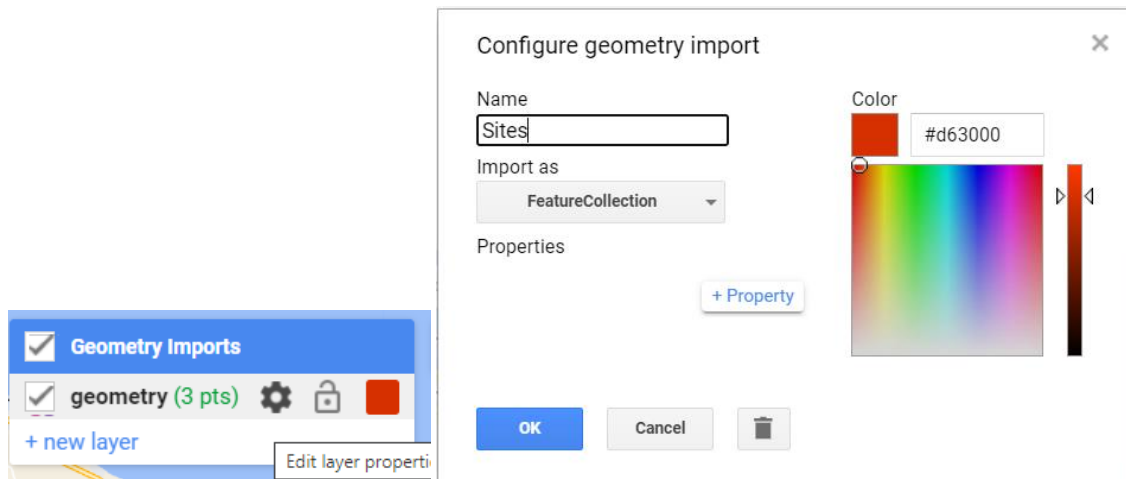 Geometry Imports
geometry (3 pts)
+ new layer
Edit layer properti
Configure geometry import
Name
Sites
Import as
FeatureCollection
Properties
+ Property
OK
Cancel
Color
#d63000